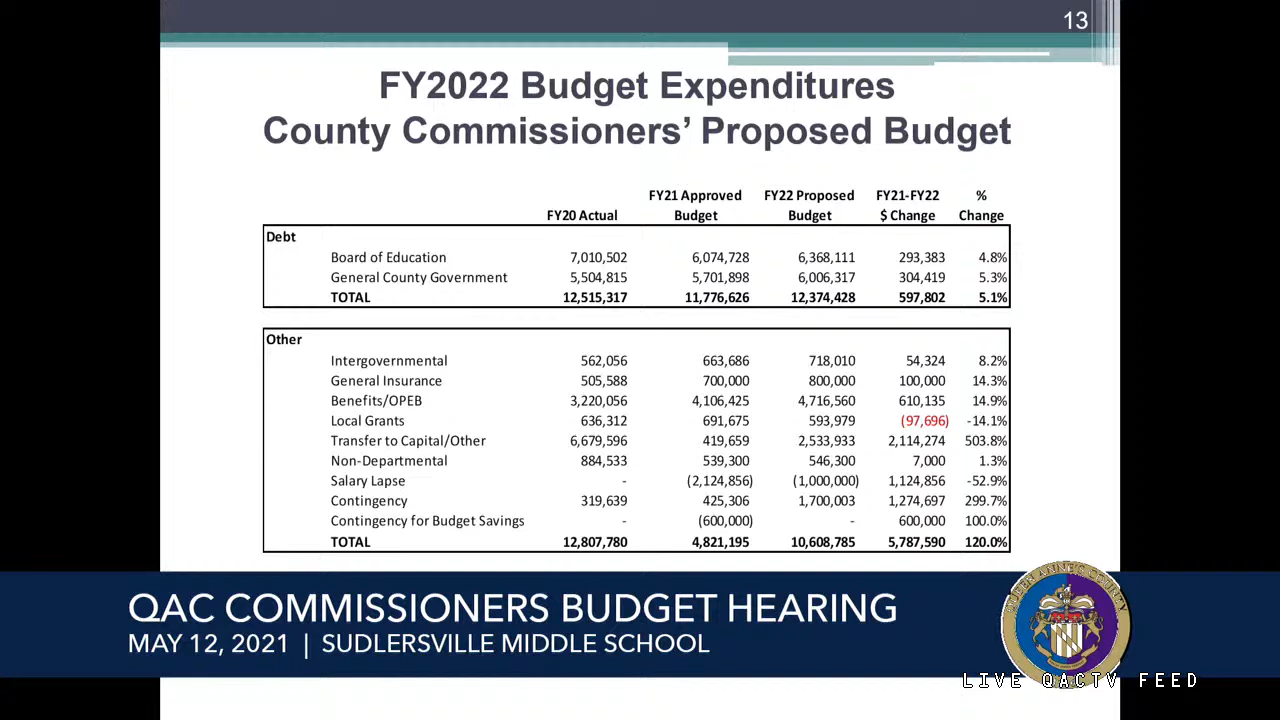 13
FY2022 Budget Expenditures
County Commissioners’ Proposed Budget
FY21 Approved FY22 Proposed FY21-FY22 %
FY20 Actual Budget Budget $ Change Change
Debt
Board of Education 7,010,502 6,074,728 6,368,111 293,383 4.8%
General County Government 5,504,815 5,701,898 6,006,317 304,419 5.3%
TOTAL 12,515,317 11,776,626 12,374,428 597,802 5.1%
Other
Intergovernmental 562,056 663,686 718,010 54,324 8.2%
General Insurance 505,588 700,000 800,000 100,000 14.3%
Benefits/OPEB 3,220,056 4,106,425 4,716,560 610,135 14.9%
Local Grants 636,312 691,675 593,979 (97,696) -14.1%
Transfer to Capital/Other 6,679,596 419,659 2,533,933 2,114,274 503.8%
Non-Departmental 884,533 539,300 546,300 7,000 1.3%
Salary Lapse - (2,124,856) (1,000,000) 1,124,856 -52.9%
Contingency 319,639 425,306 1,700,003 1,274,697 299.7%
Contingency for Budget Savings - (600,000) - 600,000 100.0%
TOTAL 12,807,780 4,821,195 10,608,785 5,787,590 120.0%
QAC COMMISSIONERS BUDGET HEARING
MAY 12, 2021 | SUDLERSVILLE MIDDLE SCHOOL
QUEEN ANNE'S COUNTY
LIVE QACTV FEED